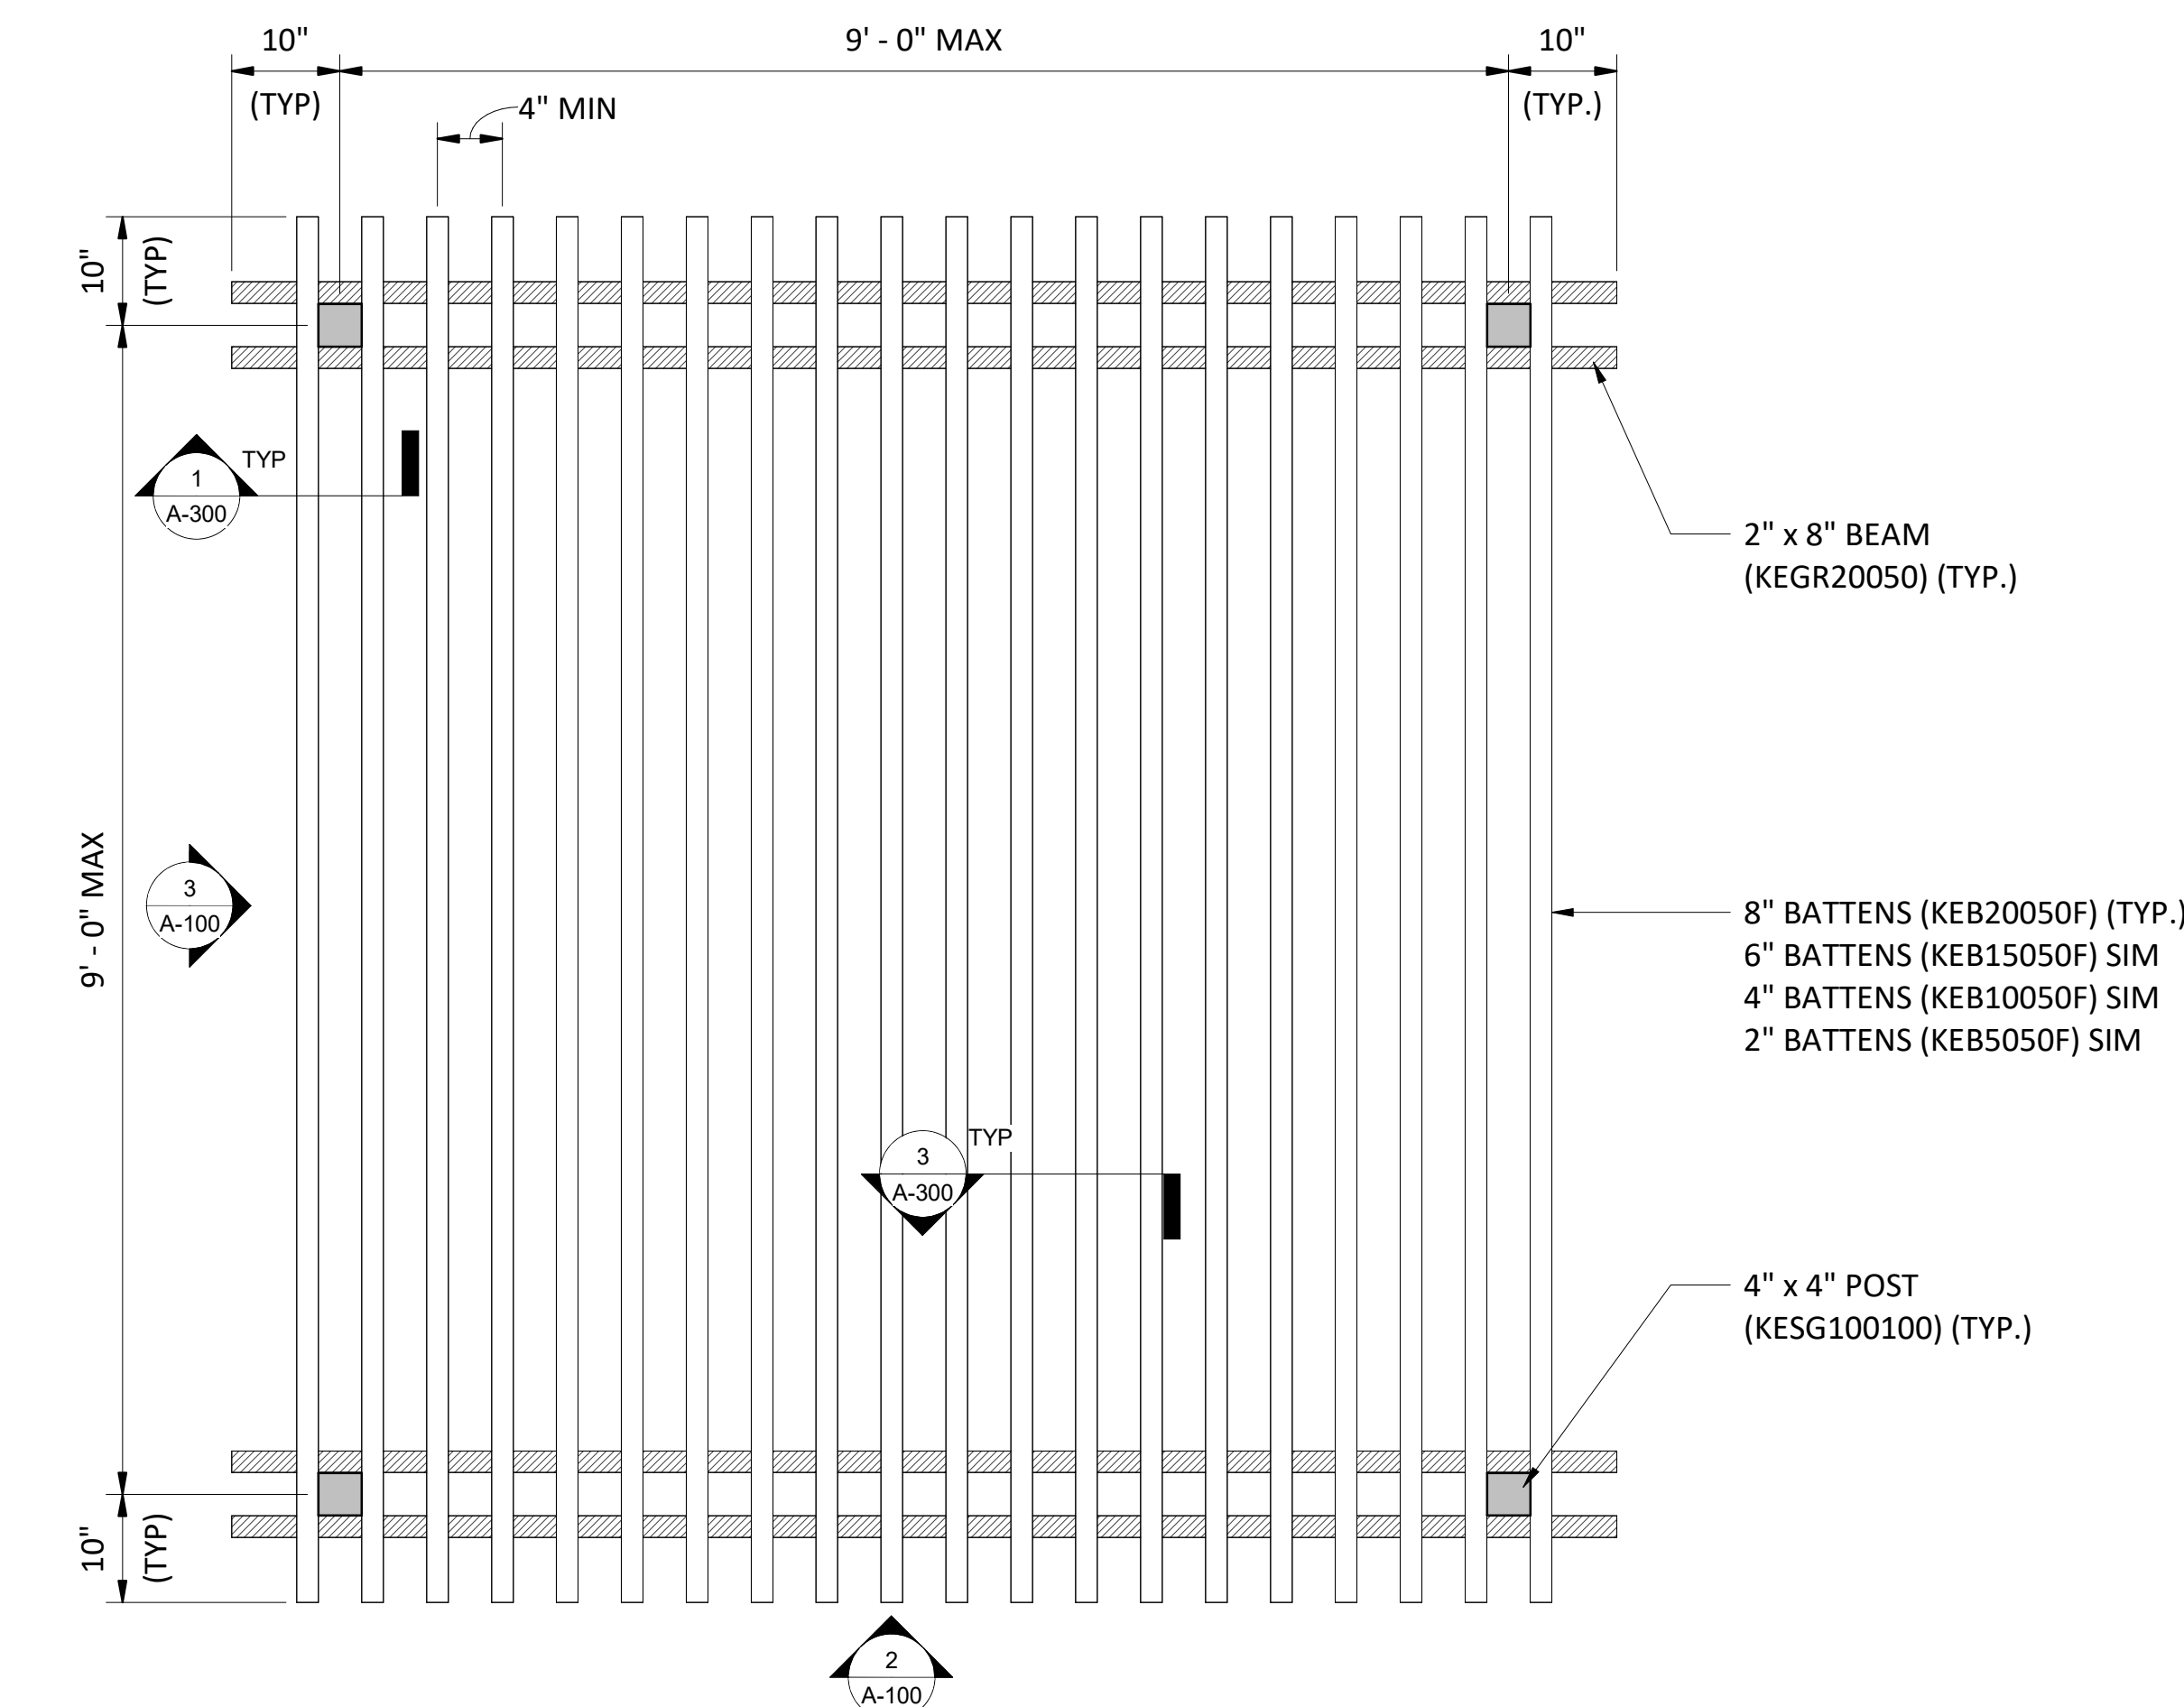 10" 9' - 0" MAX 10"
(TYP) (TYP.)
4" MIN
10"
(TYP)
1
A-300
TYP
2" x 8" BEAM
(KEGR20050) (TYP.)
9' - 0" MAX
3
A-100
8" BATTENS (KEB20050F) (TYP.)
6" BATTENS (KEB15050F) SIM
4" BATTENS (KEB10050F) SIM
2" BATTENS (KEB5050F) SIM
3
A-300
TYP
4" x 4" POST
(KESG100100) (TYP.)
10"
(TYP)
2
A-100